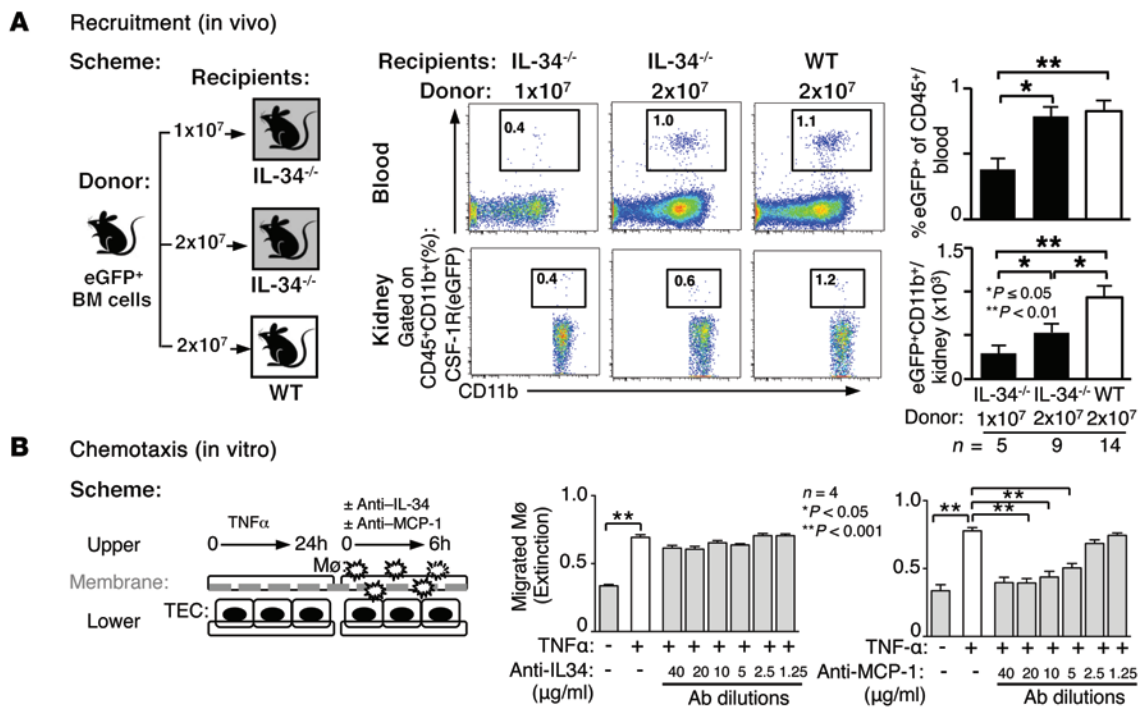 A Recruitment (in vivo)
Scheme:
Recipients:
1x10⁷
IL-34⁻/⁻
Donor:
eGFP⁺
BM cells
2x10⁷
IL-34⁻/⁻
2x10⁷
WT
Recipients: IL-34⁻/⁻ IL-34⁻/⁻ WT
Donor: 1x10⁷ 2x10⁷ 2x10⁷
Blood
0.4 1.0 1.1
Kidney
Gated on
CD45⁺CD11b⁺(%):
CSF-1R(eGFP)
0.4 0.6 1.2
CD11b
% eGFP⁺ of CD45⁺/
blood
1
0
**
*
eGFP⁺CD11b⁺/
kidney (x10³)
1.5
0
**
* *
*P ≤ 0.05
**P < 0.01
IL-34⁻/⁻ IL-34⁻/⁻ WT
Donor: 1x10⁷ 2x10⁷ 2x10⁷
n = 5 9 14
B Chemotaxis (in vitro)
Scheme:
TNFα
± Anti–IL-34
± Anti–MCP-1
Upper 0 24h 0 6h
Mø:
Membrane:
TEC:
Lower
Migrated Mø
(Extinction)
1.0
0.5
0
**
n = 4
*P < 0.05
**P < 0.001
TNFα: - + + + + + + +
Anti-IL34: - - 40 20 10 5 2.5 1.25
(µg/ml) Ab dilutions
1.0
0.5
0
** ** ** **
TNF-α: - + + + + + + +
Anti-MCP-1: - - 40 20 10 5 2.5 1.25
(µg/ml) Ab dilutions